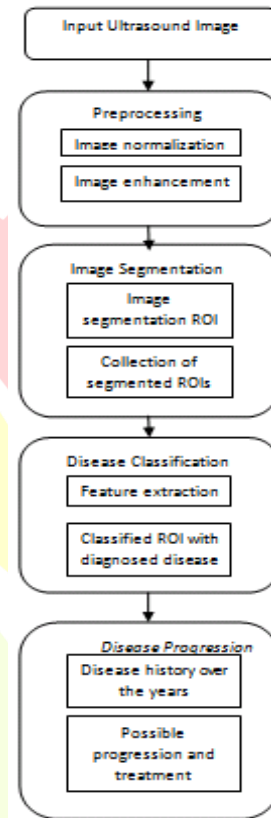 Input Ultrasound Image
Preprocessing
Image normalization
Image enhancement
Image Segmentation
Image
segmentation ROI
Collection of
segmented ROIs
Disease Classification
Feature extraction
Classified ROI with
diagnosed disease
Disease Progression
Disease history over
the years
Possible
progression and
treatment